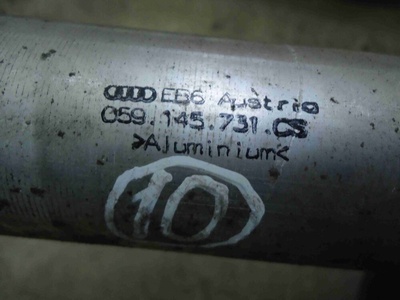 EB6 Austria
059.145.731.CS
>Aluminium<
10